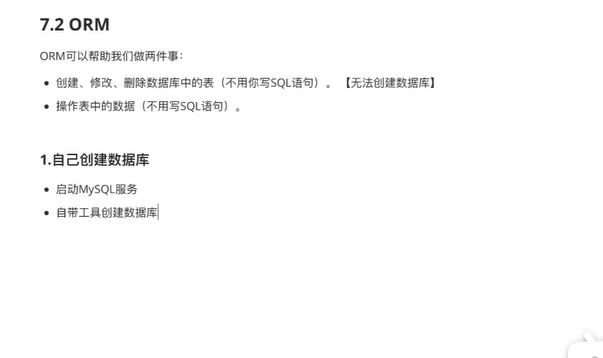 7.2 ORM
ORM可以帮助我们做两件事：
创建、修改、删除数据库中的表（不用你写SQL语句）。【无法创建数据库】
操作表中的数据（不用写SQL语句）。
1.自己创建数据库
启动MySQL服务
自带工具创建数据库